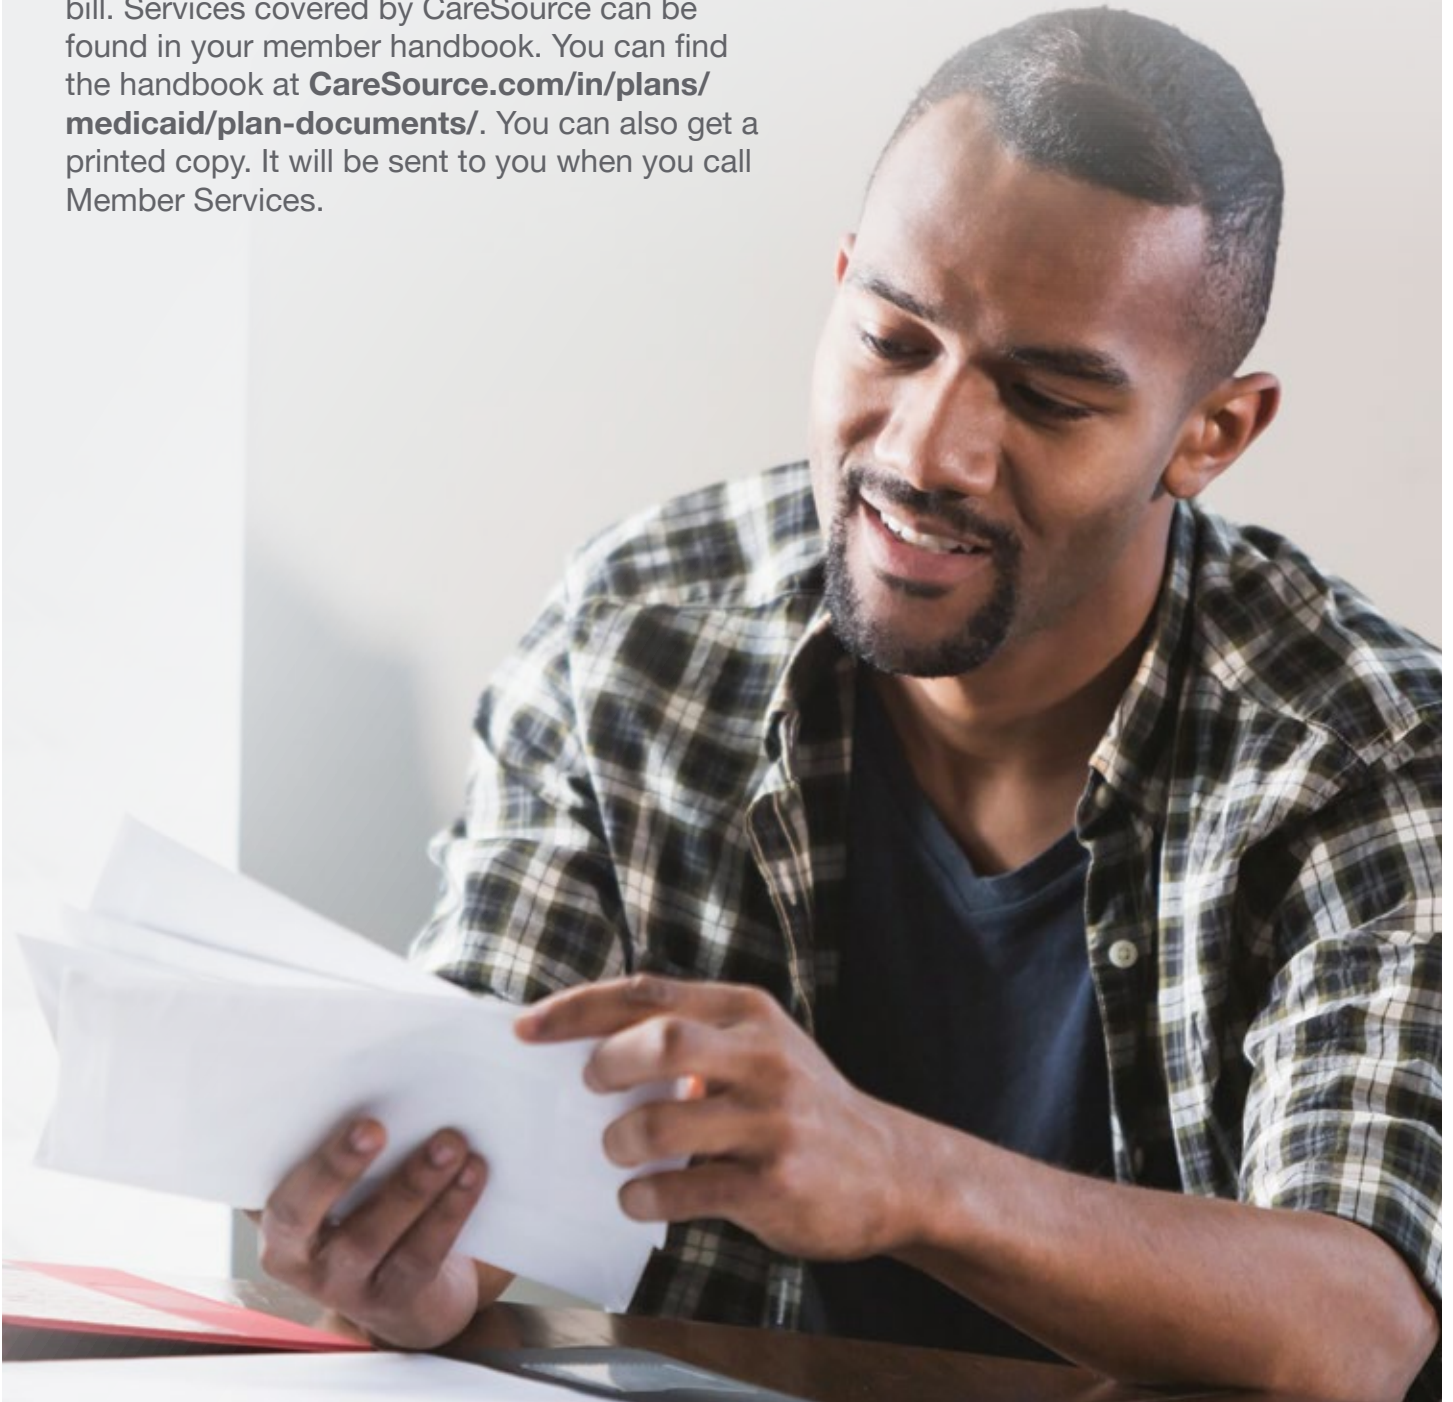 bill. Services covered by CareSource can be
found in your member handbook. You can find
the handbook at CareSource.com/in/plans/
medicaid/plan-documents/. You can also get a
printed copy. It will be sent to you when you call
Member Services.